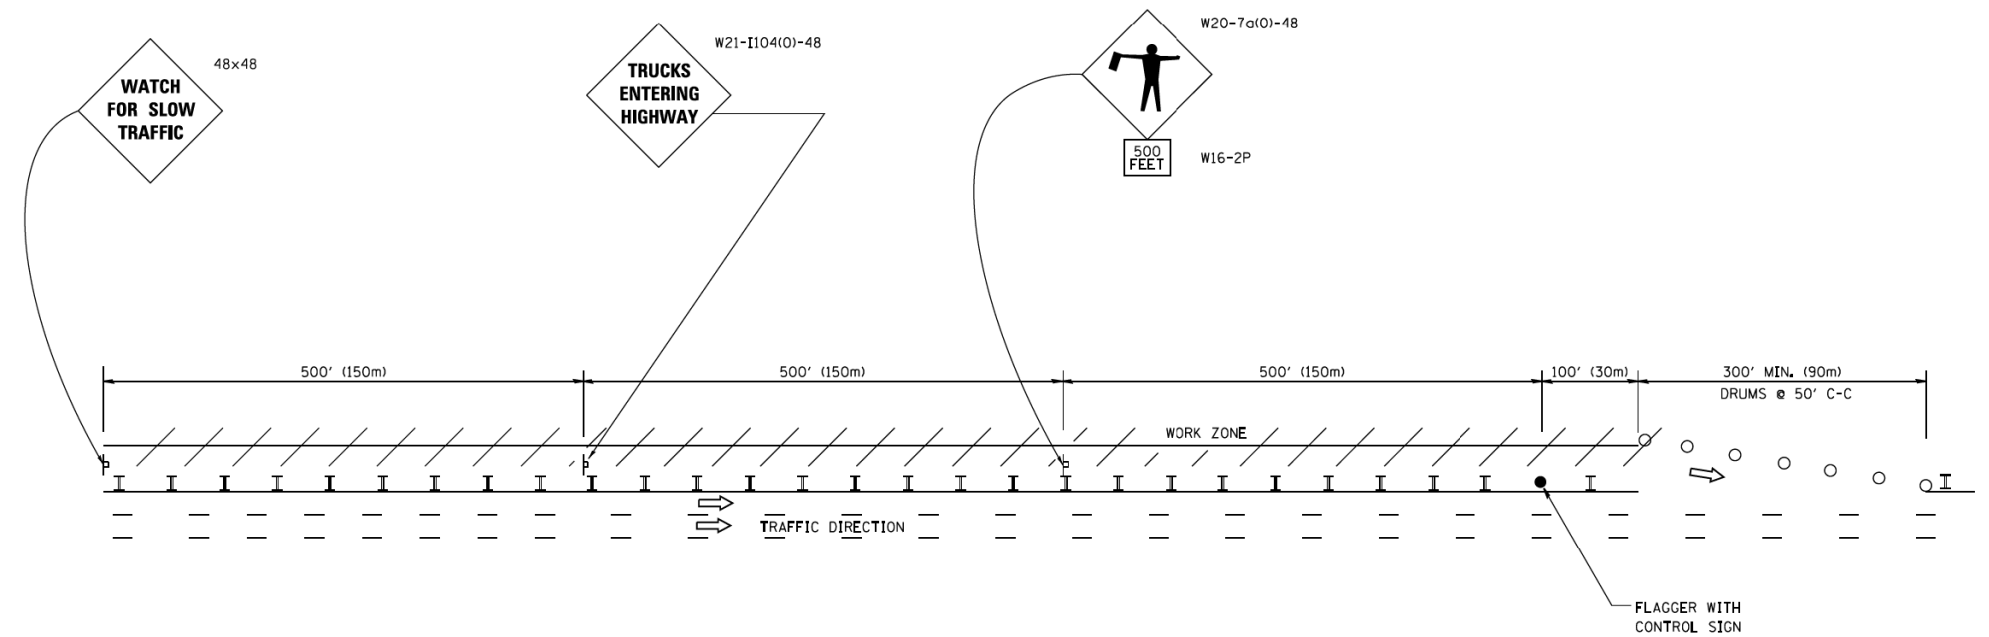 WATCH
FOR SLOW
TRAFFIC
48x48
TRUCKS
ENTERING
HIGHWAY
W21-I104(O)-48
W20-7a(O)-48
500
FEET
W16-2P
500' (150m)
500' (150m)
500' (150m)
100' (30m)
300' MIN. (90m)
DRUMS @ 50' C-C
WORK ZONE
TRAFFIC DIRECTION
FLAGGER WITH
CONTROL SIGN